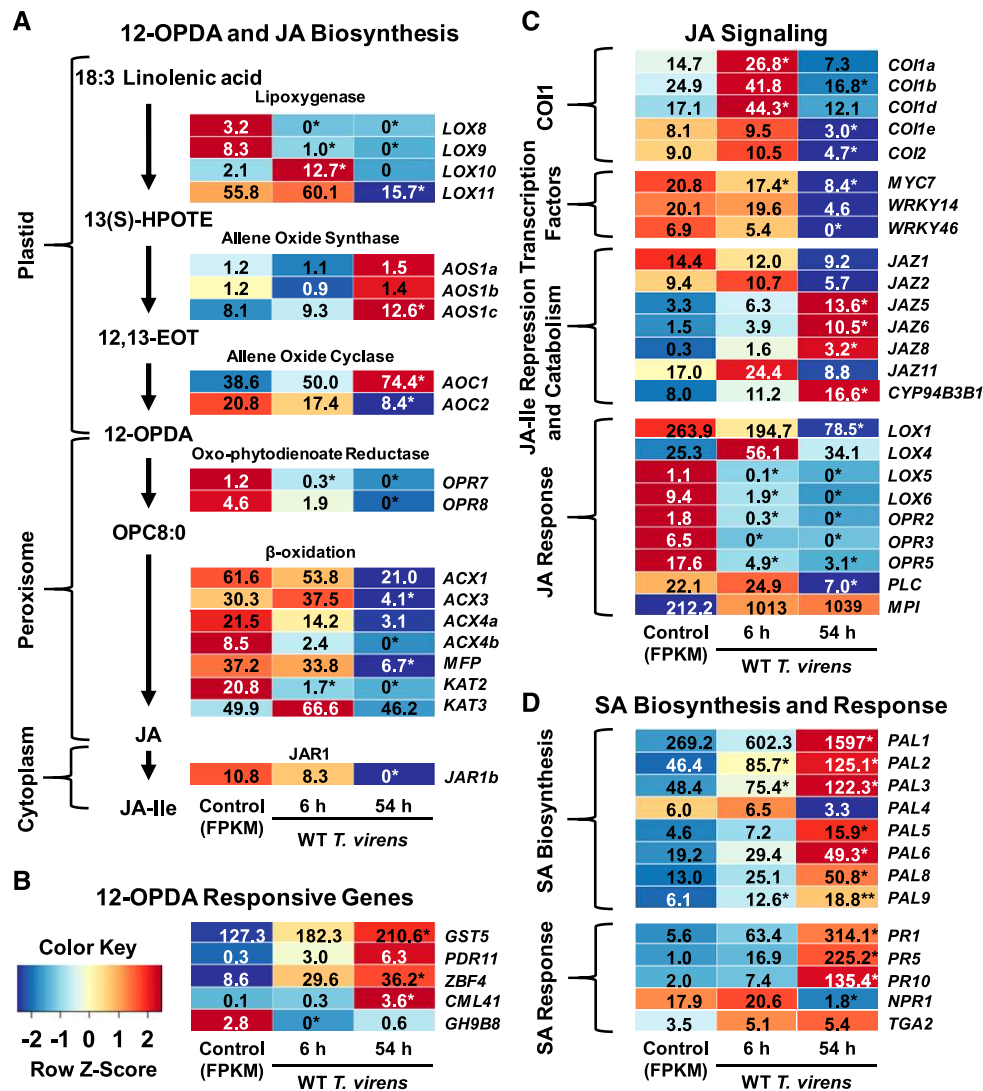 A
12-OPDA and JA Biosynthesis
18:3 Linolenic acid
Lipoxygenase
3.2 0* 0* LOX8
8.3 1.0* 0* LOX9
2.1 12.7* 0 LOX10
55.8 60.1 15.7* LOX11
13(S)-HPOTE
Allene Oxide Synthase
1.2 1.1 1.5 AOS1a
1.2 0.9 1.4 AOS1b
8.1 9.3 12.6* AOS1c
12,13-EOT
Allene Oxide Cyclase
38.6 50.0 74.4* AOC1
20.8 17.4 8.4* AOC2
Plastid
12-OPDA
Oxo-phytodienoate Reductase
1.2 0.3* 0* OPR7
4.6 1.9 0* OPR8
OPC8:0
β-oxidation
61.6 53.8 21.0 ACX1
30.3 37.5 4.1* ACX3
21.5 14.2 3.1 ACX4a
8.5 2.4 0* ACX4b
37.2 33.8 6.7* MFP
20.8 1.7* 0* KAT2
49.9 66.6 46.2 KAT3
Peroxisome
JA
JAR1
10.8 8.3 0* JAR1b
Cytoplasm
JA-Ile
Control (FPKM) 6 h 54 h
WT T. virens
B
12-OPDA Responsive Genes
127.3 182.3 210.6* GST5
0.3 3.0 6.3 PDR11
8.6 29.6 36.2* ZBF4
0.1 0.3 3.6* CML41
2.8 0* 0.6 GH9B8
Control (FPKM) 6 h 54 h
WT T. virens
Color Key
-2 -1 0 1 2
Row Z-Score
C
JA Signaling
COI1
14.7 26.8* 7.3 COI1a
24.9 41.8 16.8* COI1b
17.1 44.3* 12.1 COI1d
8.1 9.5 3.0* COI1e
9.0 10.5 4.7* COI2
Transcription Factors
20.8 17.4* 8.4* MYC7
20.1 19.6 4.6 WRKY14
6.9 5.4 0* WRKY46
JA-Ile Repression and Catabolism
14.4 12.0 9.2 JAZ1
9.4 10.7 5.7 JAZ2
3.3 6.3 13.6* JAZ5
1.5 3.9 10.5* JAZ6
0.3 1.6 3.2* JAZ8
17.0 24.4 8.8 JAZ11
8.0 11.2 16.6* CYP94B3B1
JA Response
263.9 194.7 78.5* LOX1
25.3 56.1 34.1 LOX4
1.1 0.1* 0* LOX5
9.4 1.9* 0* LOX6
1.8 0.3* 0* OPR2
6.5 0* 0* OPR3
17.6 4.9* 3.1* OPR5
22.1 24.9 7.0* PLC
212.2 1013 1039 MPI
Control (FPKM) 6 h 54 h
WT T. virens
D
SA Biosynthesis and Response
SA Biosynthesis
269.2 602.3 1597* PAL1
46.4 85.7* 125.1* PAL2
48.4 75.4* 122.3* PAL3
6.0 6.5 3.3 PAL4
4.6 7.2 15.9* PAL5
19.2 29.4 49.3* PAL6
13.0 25.1 50.8* PAL8
6.1 12.6* 18.8** PAL9
SA Response
5.6 63.4 314.1* PR1
1.0 16.9 225.2* PR5
2.0 7.4 135.4* PR10
17.9 20.6 1.8* NPR1
3.5 5.1 5.4 TGA2
Control (FPKM) 6 h 54 h
WT T. virens